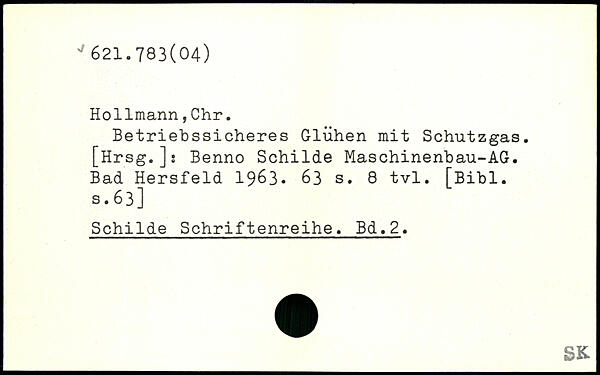 621.783(04)
Hollmann,Chr.
Betriebssicheres Glühen mit Schutzgas.
[Hrsg.]: Benno Schilde Maschinenbau-AG.
Bad Hersfeld 1963. 63 s. 8 tvl. [Bibl.
s.63]
Schilde Schriftenreihe. Bd.2.
SK